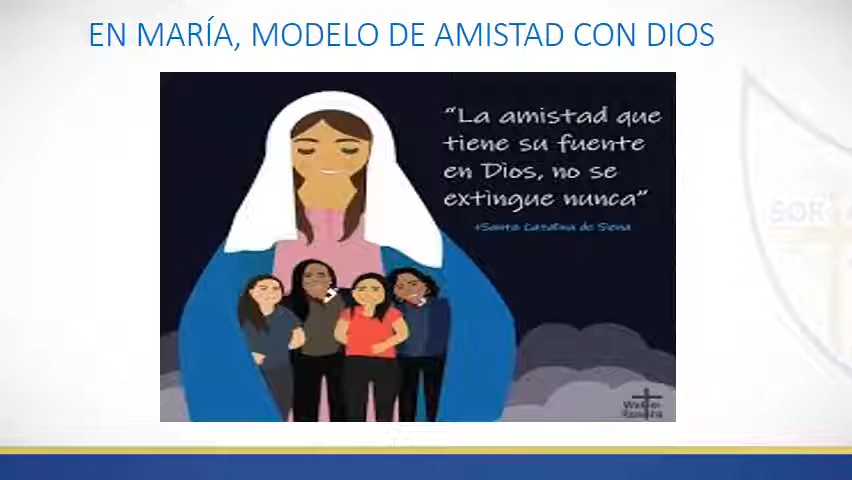 EN MARÍA, MODELO DE AMISTAD CON DIOS
“La amistad que
tiene su fuente
en Dios, no se
extingue nunca”
+Santa Catalina de Siena
SOR